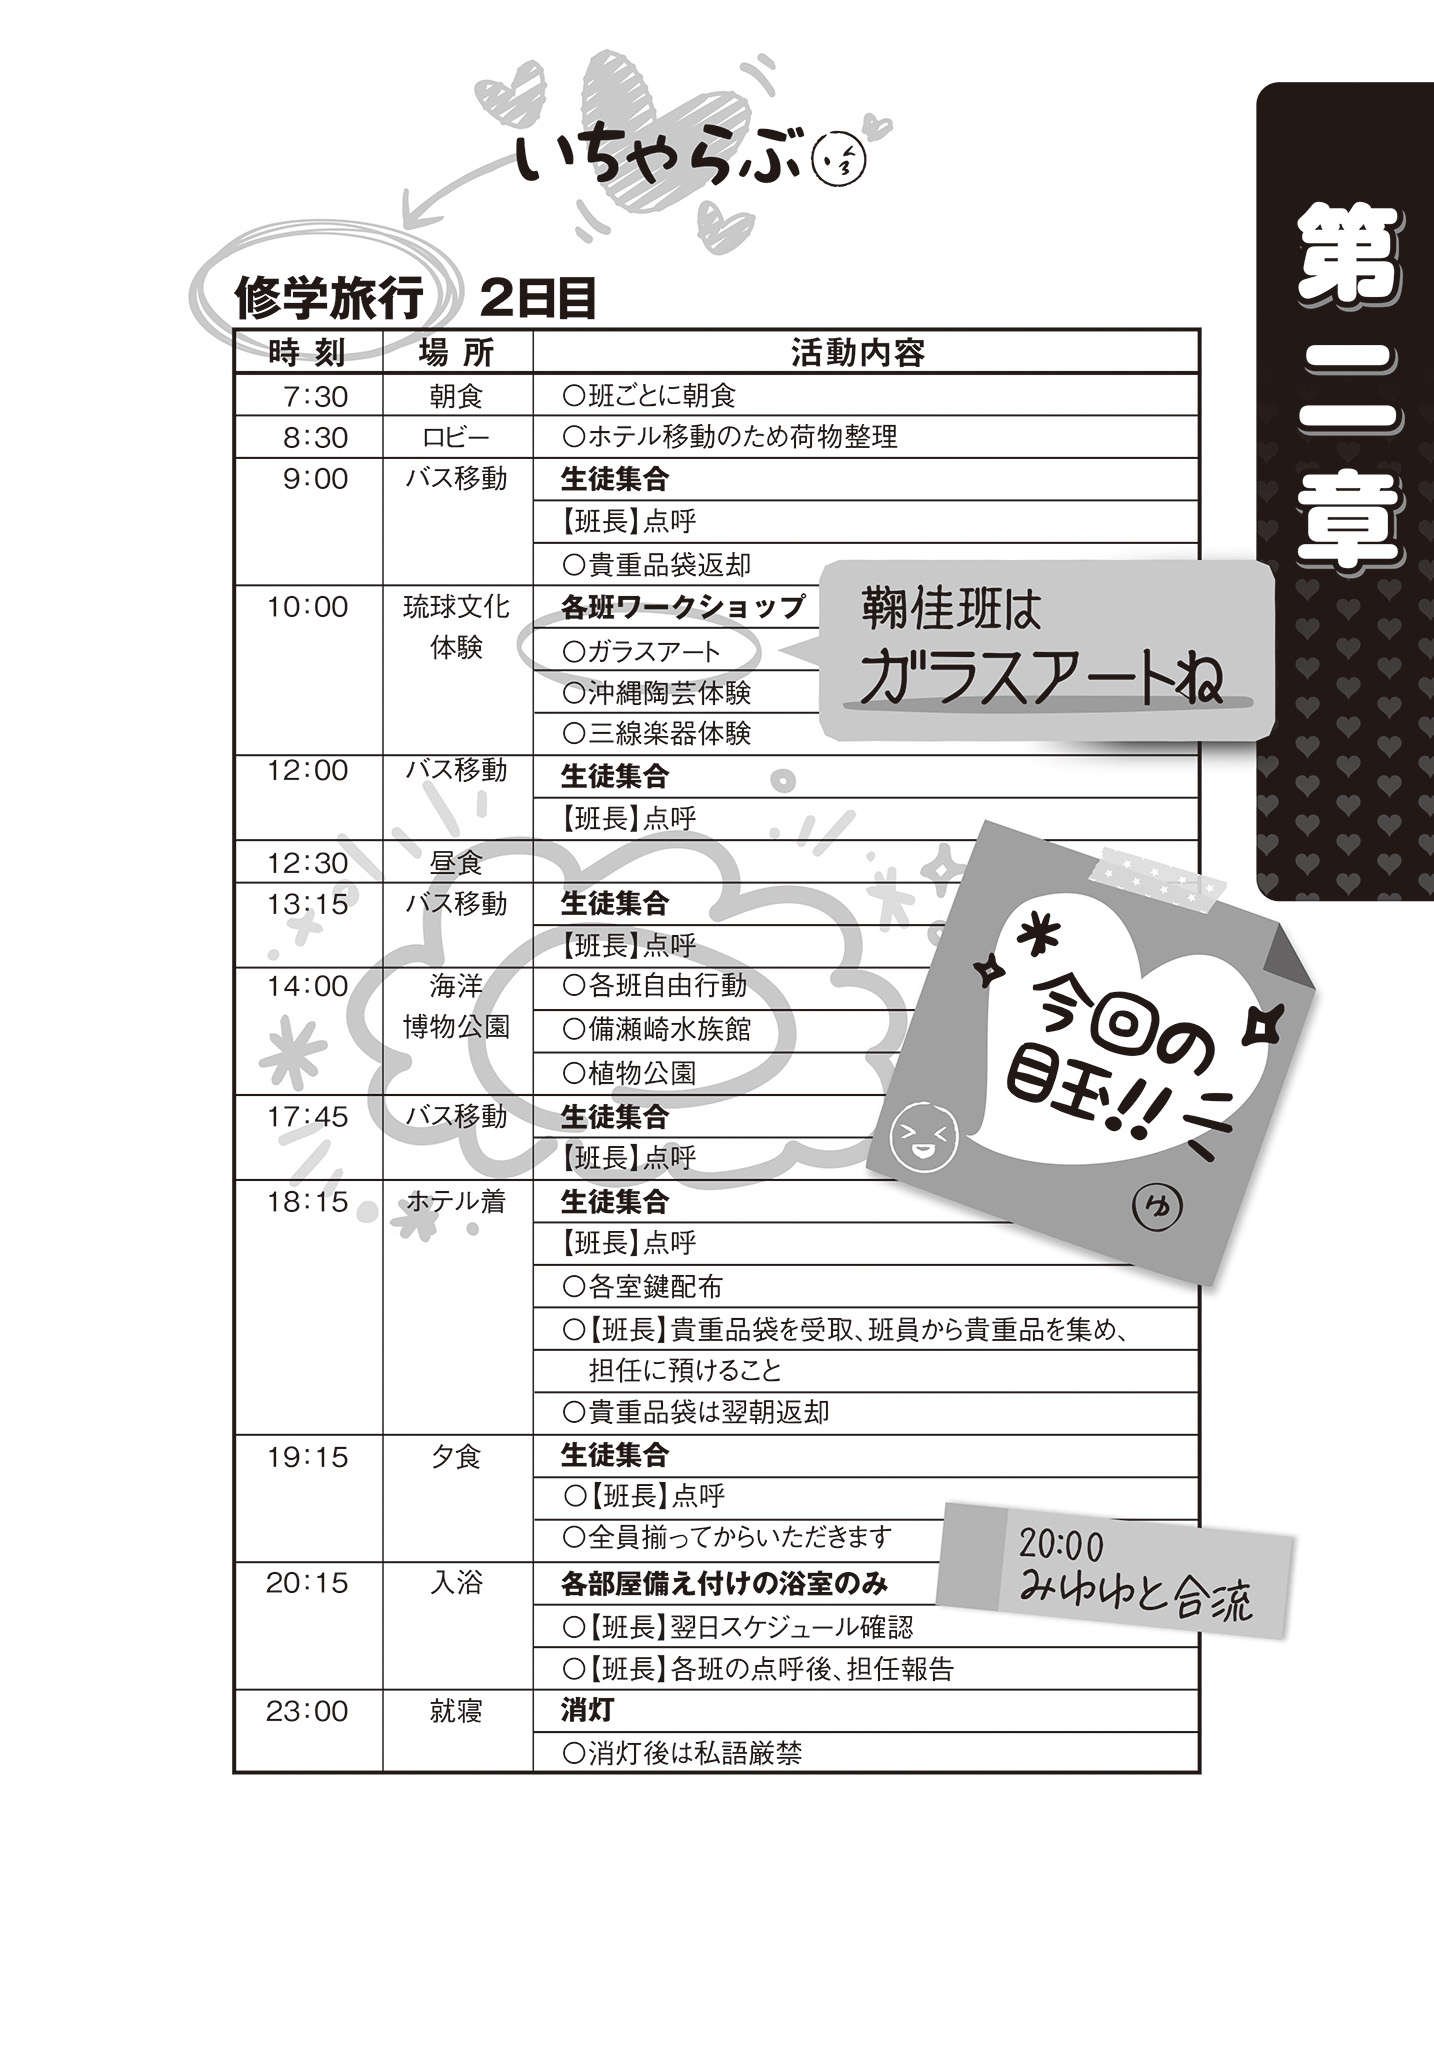 いちゃらぶ
第二章
修学旅行 2日目
時刻 場所 活動内容
7:30 朝食 〇班ごとに朝食
8:30 ロビー 〇ホテル移動のため荷物整理
9:00 バス移動 生徒集合
【班長】点呼
〇貴重品袋返却
10:00 琉球文化 各班ワークショップ
体験 〇ガラスアート
〇沖縄陶芸体験
〇三線楽器体験
鞠佳班は
ガラスアートね
12:00 バス移動 生徒集合
【班長】点呼
12:30 昼食
13:15 バス移動 生徒集合
【班長】点呼
14:00 海洋 〇各班自由行動
博物公園 〇備瀬崎水族館
〇植物公園
今回の
目玉!!
ゆ
17:45 バス移動 生徒集合
【班長】点呼
18:15 ホテル着 生徒集合
【班長】点呼
〇各室鍵配布
〇【班長】貴重品袋を受取、班員から貴重品を集め、
担任に預けること
〇貴重品袋は翌朝返却
19:15 夕食 生徒集合
〇【班長】点呼
〇全員揃ってからいただきます
20:00
みゆゆと合流
20:15 入浴 各部屋備え付けの浴室のみ
〇【班長】翌日スケジュール確認
〇【班長】各班の点呼後、担任報告
23:00 就寝 消灯
〇消灯後は私語厳禁